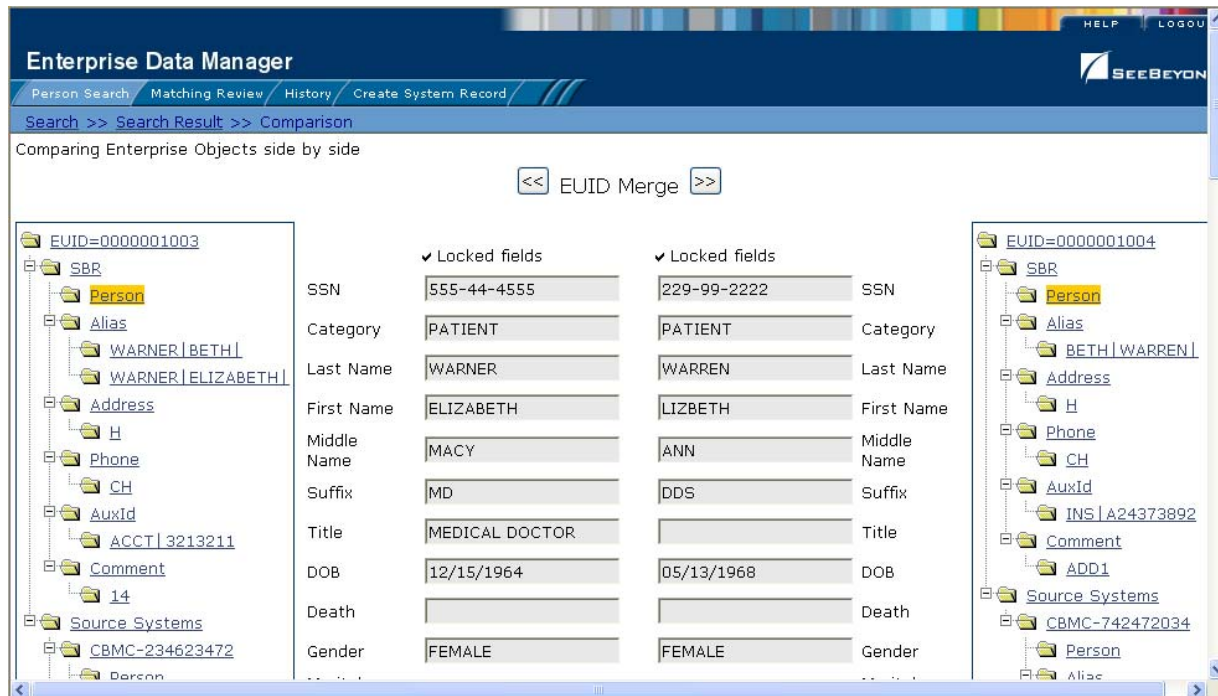 HELP LOGOU
Enterprise Data Manager
SEEBEYON
Person Search Matching Review History Create System Record
Search >> Search Result >> Comparison
Comparing Enterprise Objects side by side
<< EUID Merge >>
EUID=0000001003
SBR
Person
Alias
WARNER|BETH|
WARNER|ELIZABETH|
Address
H
Phone
CH
AuxId
ACCT|3213211
Comment
14
Source Systems
CBMC-234623472
Person
✓ Locked fields ✓ Locked fields
SSN 555-44-4555 229-99-2222 SSN
Category PATIENT PATIENT Category
Last Name WARNER WARREN Last Name
First Name ELIZABETH LIZBETH First Name
Middle Name MACY ANN Middle Name
Suffix MD DDS Suffix
Title MEDICAL DOCTOR Title
DOB 12/15/1964 05/13/1968 DOB
Death Death
Gender FEMALE FEMALE Gender
EUID=0000001004
SBR
Person
Alias
BETH|WARREN|
Address
H
Phone
CH
AuxId
INS|A24373892
Comment
ADD1
Source Systems
CBMC-742472034
Person
Alias